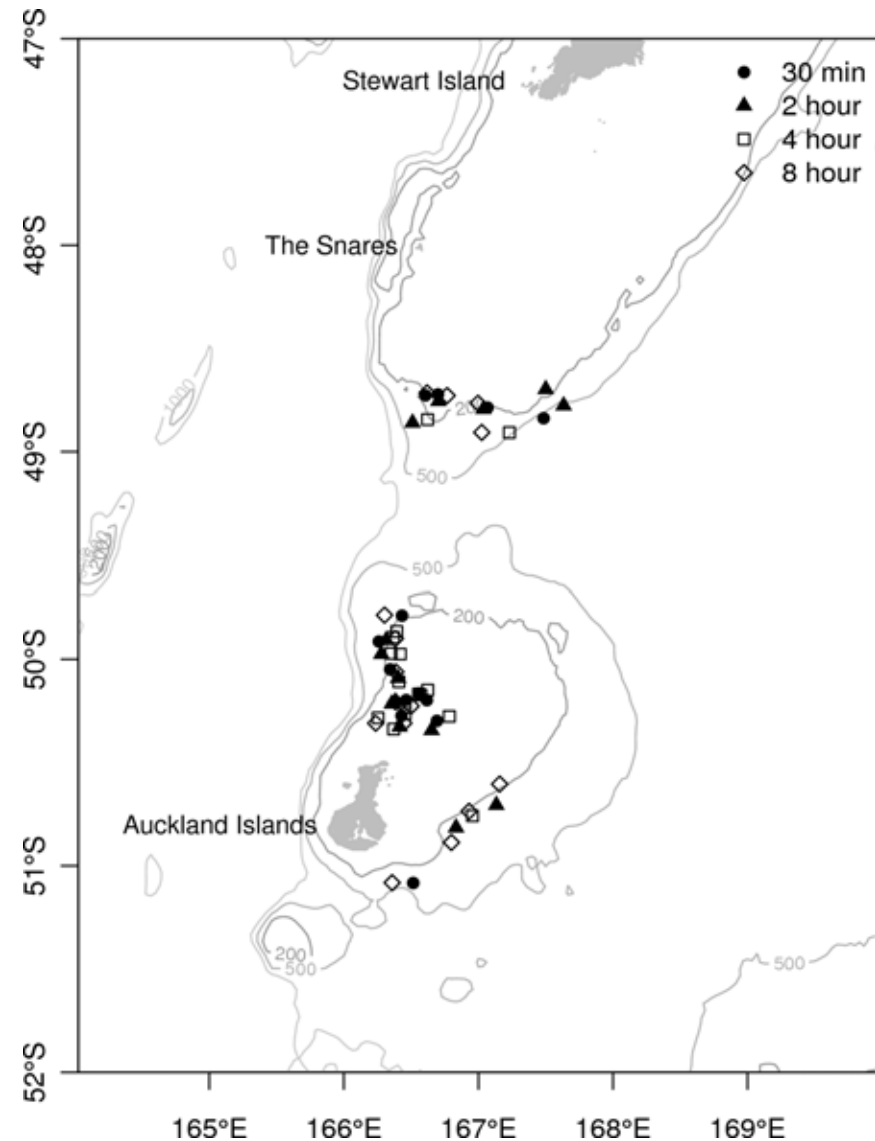 47°S
Stewart Island
30 min
2 hour
4 hour
8 hour
48°S
The Snares
1000
20
49°S
500
200
500
200
50°S
Auckland Islands
51°S
200
500
500
52°S
165°E 166°E 167°E 168°E 169°E